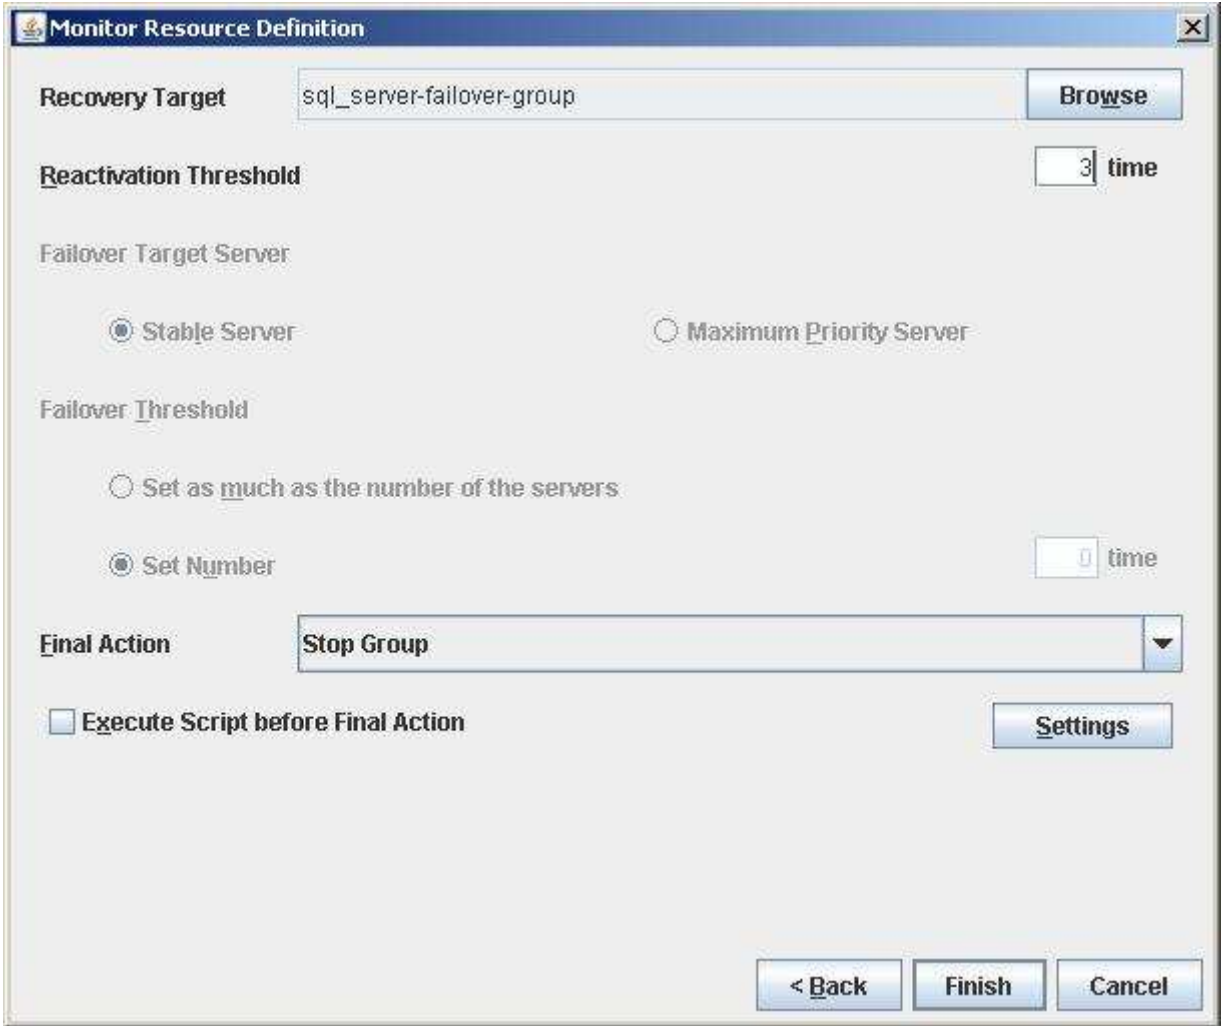 Monitor Resource Definition
Recovery Target sql_server-failover-group Browse
Reactivation Threshold 3 time
Failover Target Server
Stable Server Maximum Priority Server
Failover Threshold
Set as much as the number of the servers
Set Number 0 time
Final Action Stop Group
Execute Script before Final Action Settings
< Back Finish Cancel